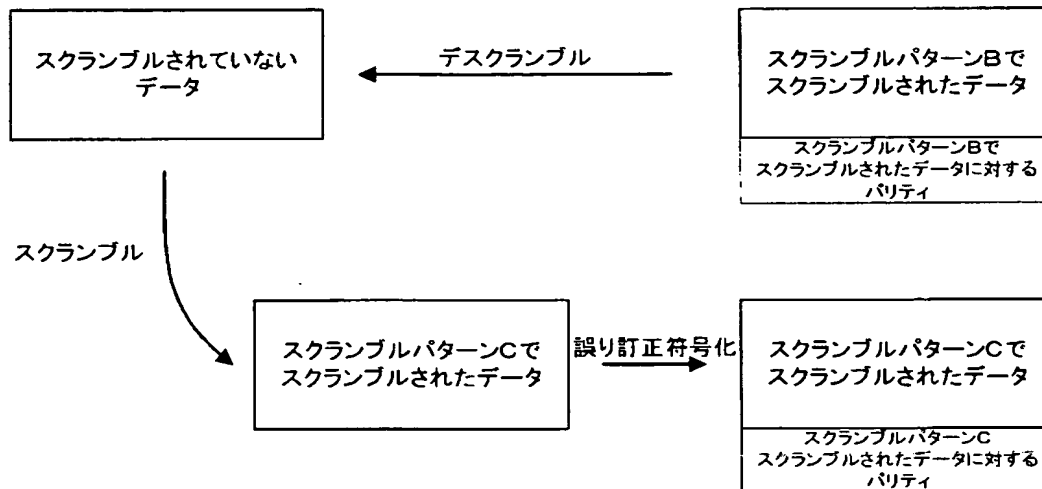 スクランブルされていない
データ
デスクランブル
スクランブルパターンBで
スクランブルされたデータ
スクランブルパターンBで
スクランブルされたデータに対する
パリティ
スクランブル
スクランブルパターンCで
スクランブルされたデータ
誤り訂正符号化
スクランブルパターンCで
スクランブルされたデータ
スクランブルパターンC
スクランブルされたデータに対する
パリティ